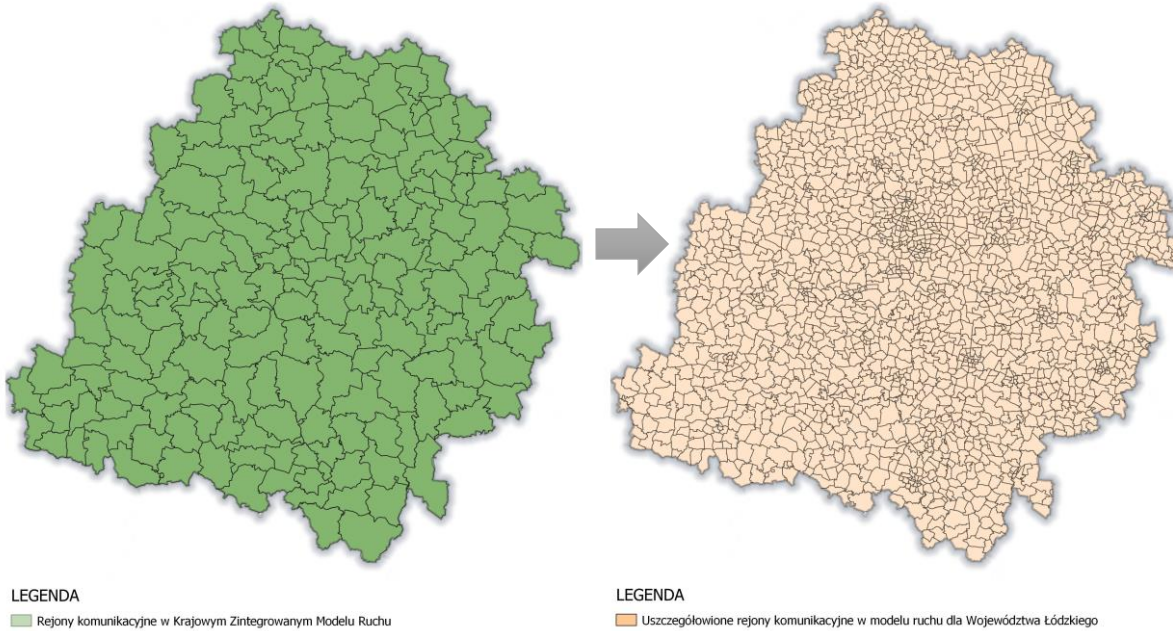 LEGENDA
Rejony komunikacyjne w Krajowym Zintegrowanym Modelu Ruchu
LEGENDA
Uszczegółowione rejony komunikacyjne w modelu ruchu dla Województwa Łódzkiego